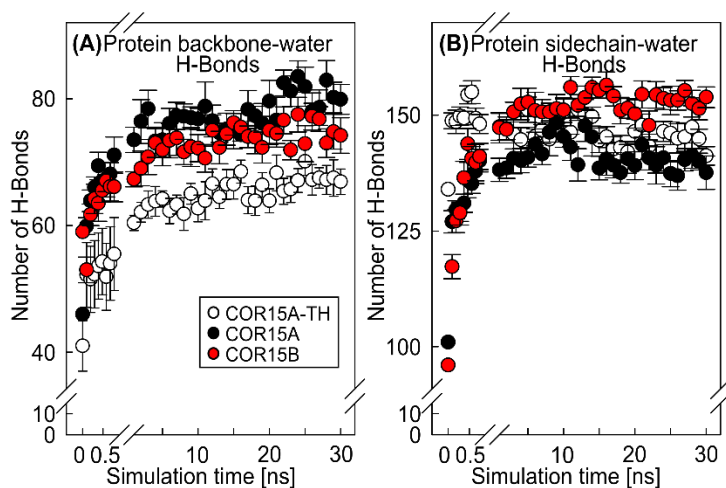 (A) Protein backbone-water
H-Bonds
Number of H-Bonds
80
60
40
10
0
COR15A-TH
COR15A
COR15B
0 0.5 10 20 30
Simulation time [ns]
(B) Protein sidechain-water
H-Bonds
Number of H-Bonds
150
125
100
10
0
0 0.5 10 20 30
Simulation time [ns]